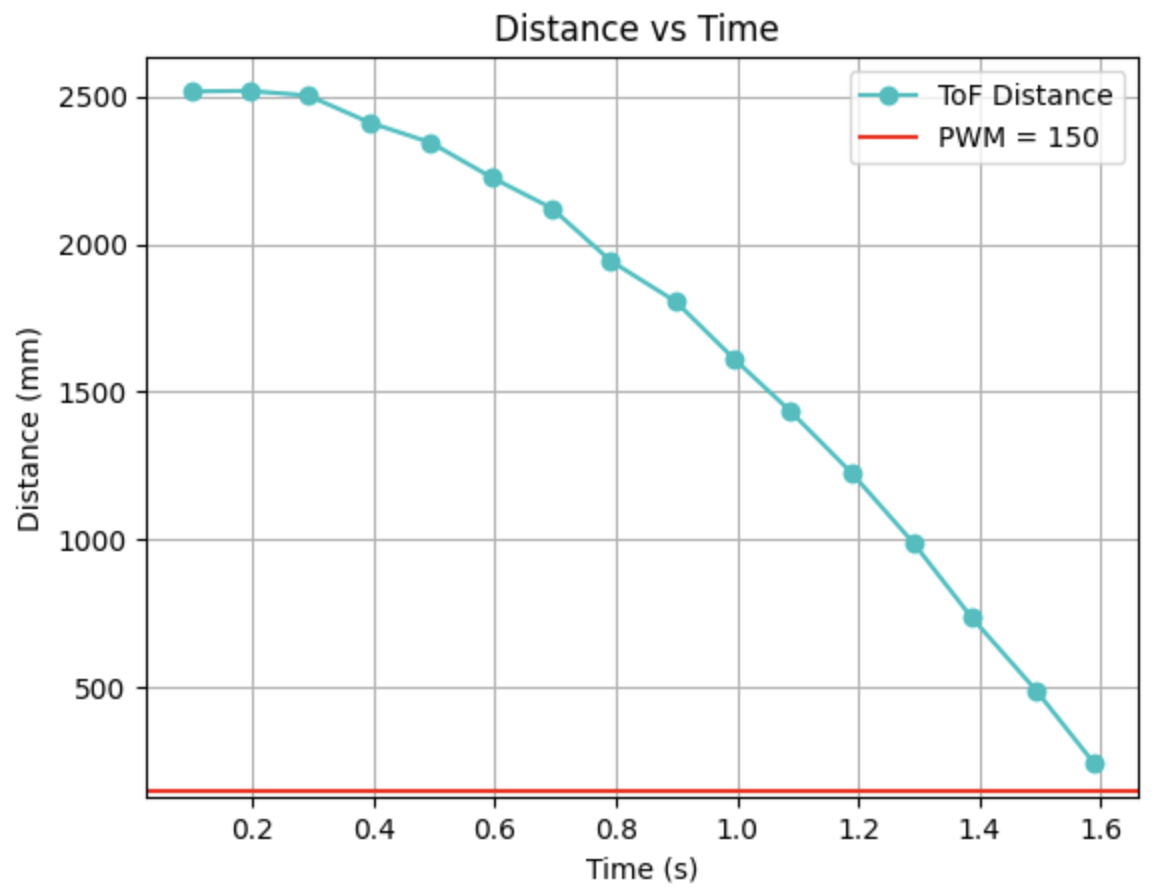 Distance vs Time
ToF Distance
PWM = 150
2500
2000
1500
1000
500
Distance (mm)
0.2 0.4 0.6 0.8 1.0 1.2 1.4 1.6
Time (s)